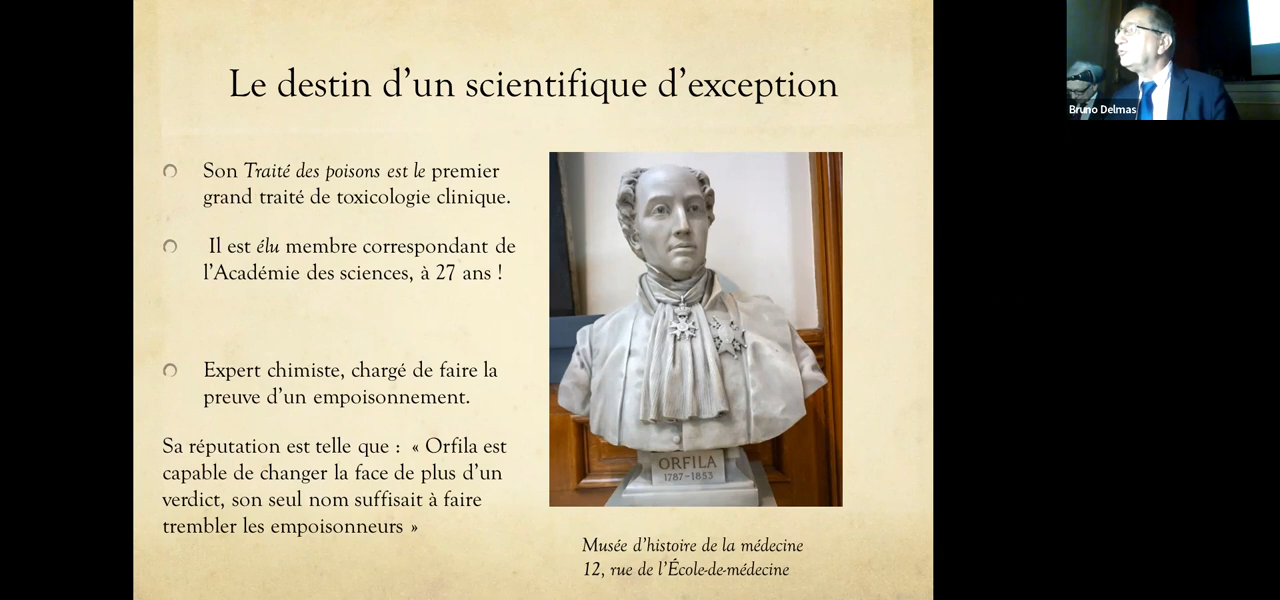 Le destin d’un scientifique d’exception
Son Traité des poisons est le premier
grand traité de toxicologie clinique.
Il est élu membre correspondant de
l’Académie des sciences, à 27 ans !
Expert chimiste, chargé de faire la
preuve d’un empoisonnement.
Sa réputation est telle que : « Orfila est
capable de changer la face de plus d’un
verdict, son seul nom suffisait à faire
trembler les empoisonneurs »
ORFILA
1787-1853
Musée d’histoire de la médecine
12, rue de l’École-de-médecine
Bruno Delmas